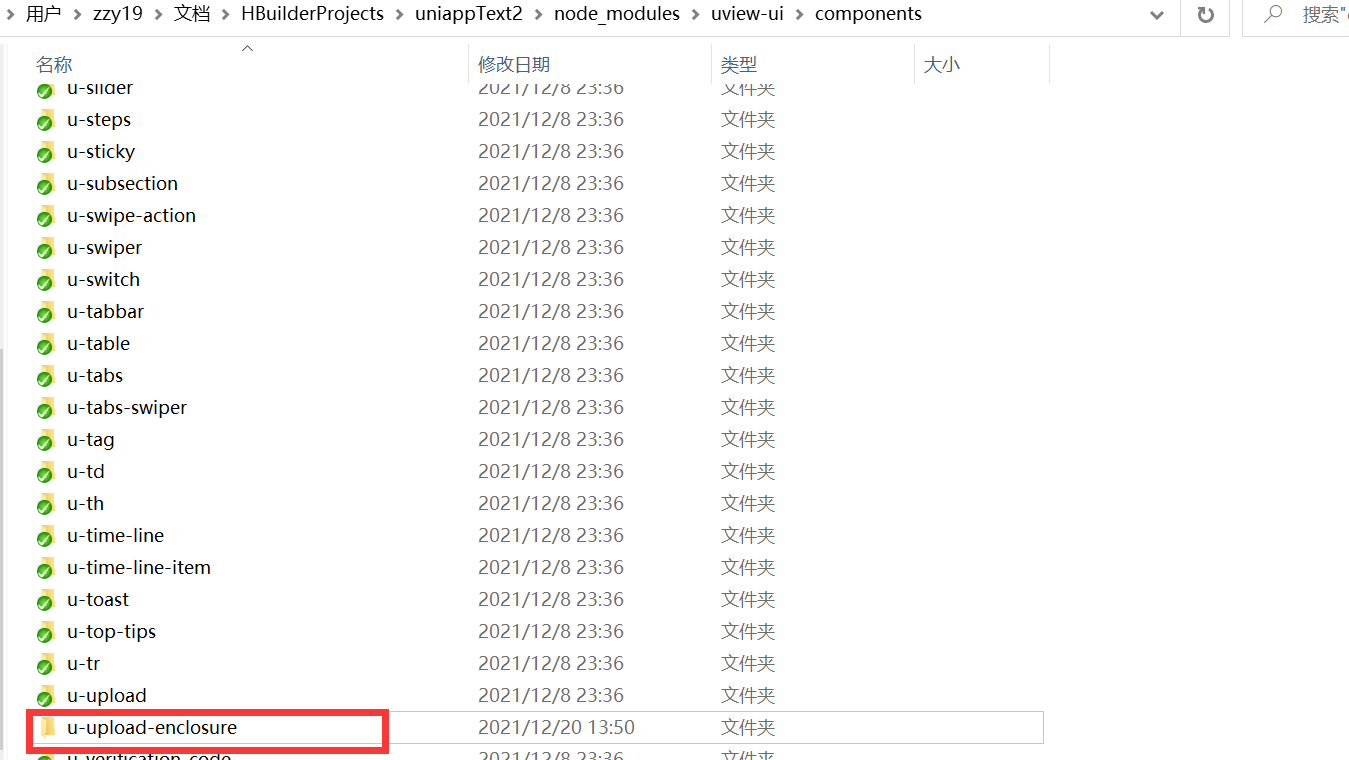 用户 zzy19 文档 HBuilderProjects uniappText2 node_modules uview-ui components 搜索"
名称 修改日期 类型 大小
u-slider 2021/12/8 23:36 文件夹
u-steps 2021/12/8 23:36 文件夹
u-sticky 2021/12/8 23:36 文件夹
u-subsection 2021/12/8 23:36 文件夹
u-swipe-action 2021/12/8 23:36 文件夹
u-swiper 2021/12/8 23:36 文件夹
u-switch 2021/12/8 23:36 文件夹
u-tabbar 2021/12/8 23:36 文件夹
u-table 2021/12/8 23:36 文件夹
u-tabs 2021/12/8 23:36 文件夹
u-tabs-swiper 2021/12/8 23:36 文件夹
u-tag 2021/12/8 23:36 文件夹
u-td 2021/12/8 23:36 文件夹
u-th 2021/12/8 23:36 文件夹
u-time-line 2021/12/8 23:36 文件夹
u-time-line-item 2021/12/8 23:36 文件夹
u-toast 2021/12/8 23:36 文件夹
u-top-tips 2021/12/8 23:36 文件夹
u-tr 2021/12/8 23:36 文件夹
u-upload 2021/12/8 23:36 文件夹
u-upload-enclosure 2021/12/20 13:50 文件夹
u-verification-code 2021/12/8 23:36 文件夹